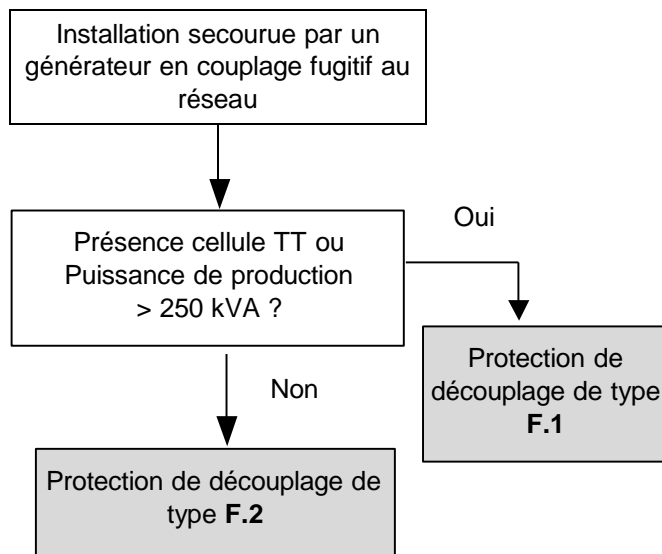 Installation secourue par un
générateur en couplage fugitif au
réseau
Présence cellule TT ou
Puissance de production
> 250 kVA ?
Oui
Protection de
découplage de type
F.1
Non
Protection de découplage de
type F.2